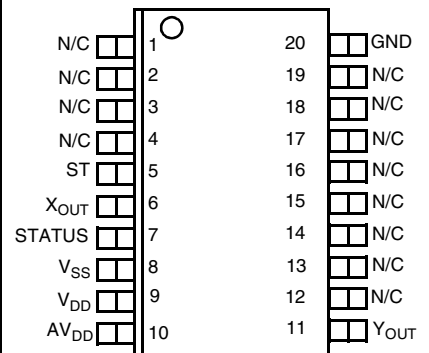 N/C 1 20 GND
N/C 2 19 N/C
N/C 3 18 N/C
N/C 4 17 N/C
ST 5 16 N/C
XOUT 6 15 N/C
STATUS 7 14 N/C
VSS 8 13 N/C
VDD 9 12 N/C
AVDD 10 11 YOUT